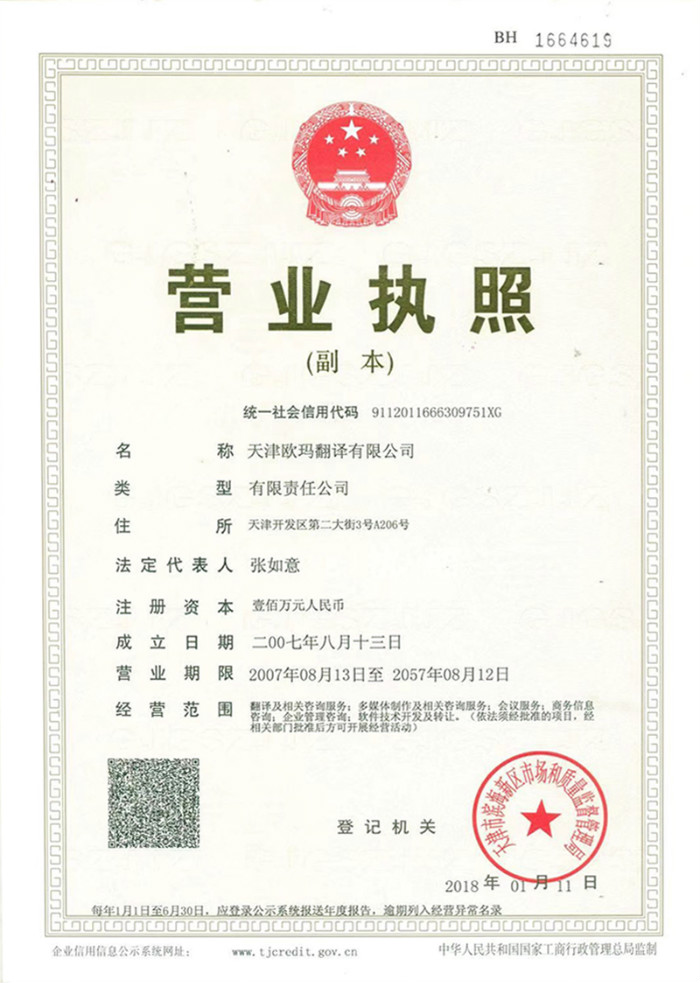 BH 1664619
营业执照
(副 本)
统一社会信用代码 91120116663097​51XG
名 称 天津欧玛翻译有限公司
类 型 有限责任公司
住 所 天津开发区第二大街3号A206号
法定代表人 张如意
注册资本 壹佰万元人民币
成立日期 二00七年八月十三日
营业期限 2007年08月13日至 2057年08月12日
经营范围 翻译及相关咨询服务；多媒体制作及相关咨询服务；会议服务；商务信息
咨询；企业管理咨询；软件技术开发及转让。（依法须经批准的项目，经
相关部门批准后方可开展经营活动）
天津市滨海新区市场和质量监督管理局
登记机关
2018 年 01 月 11 日
每年1月1日至6月30日，应登录公示系统报送年度报告，逾期列入经营异常名录
企业信用信息公示系统网址： www.tjcredit.gov.cn 中华人民共和国国家工商行政管理总局监制